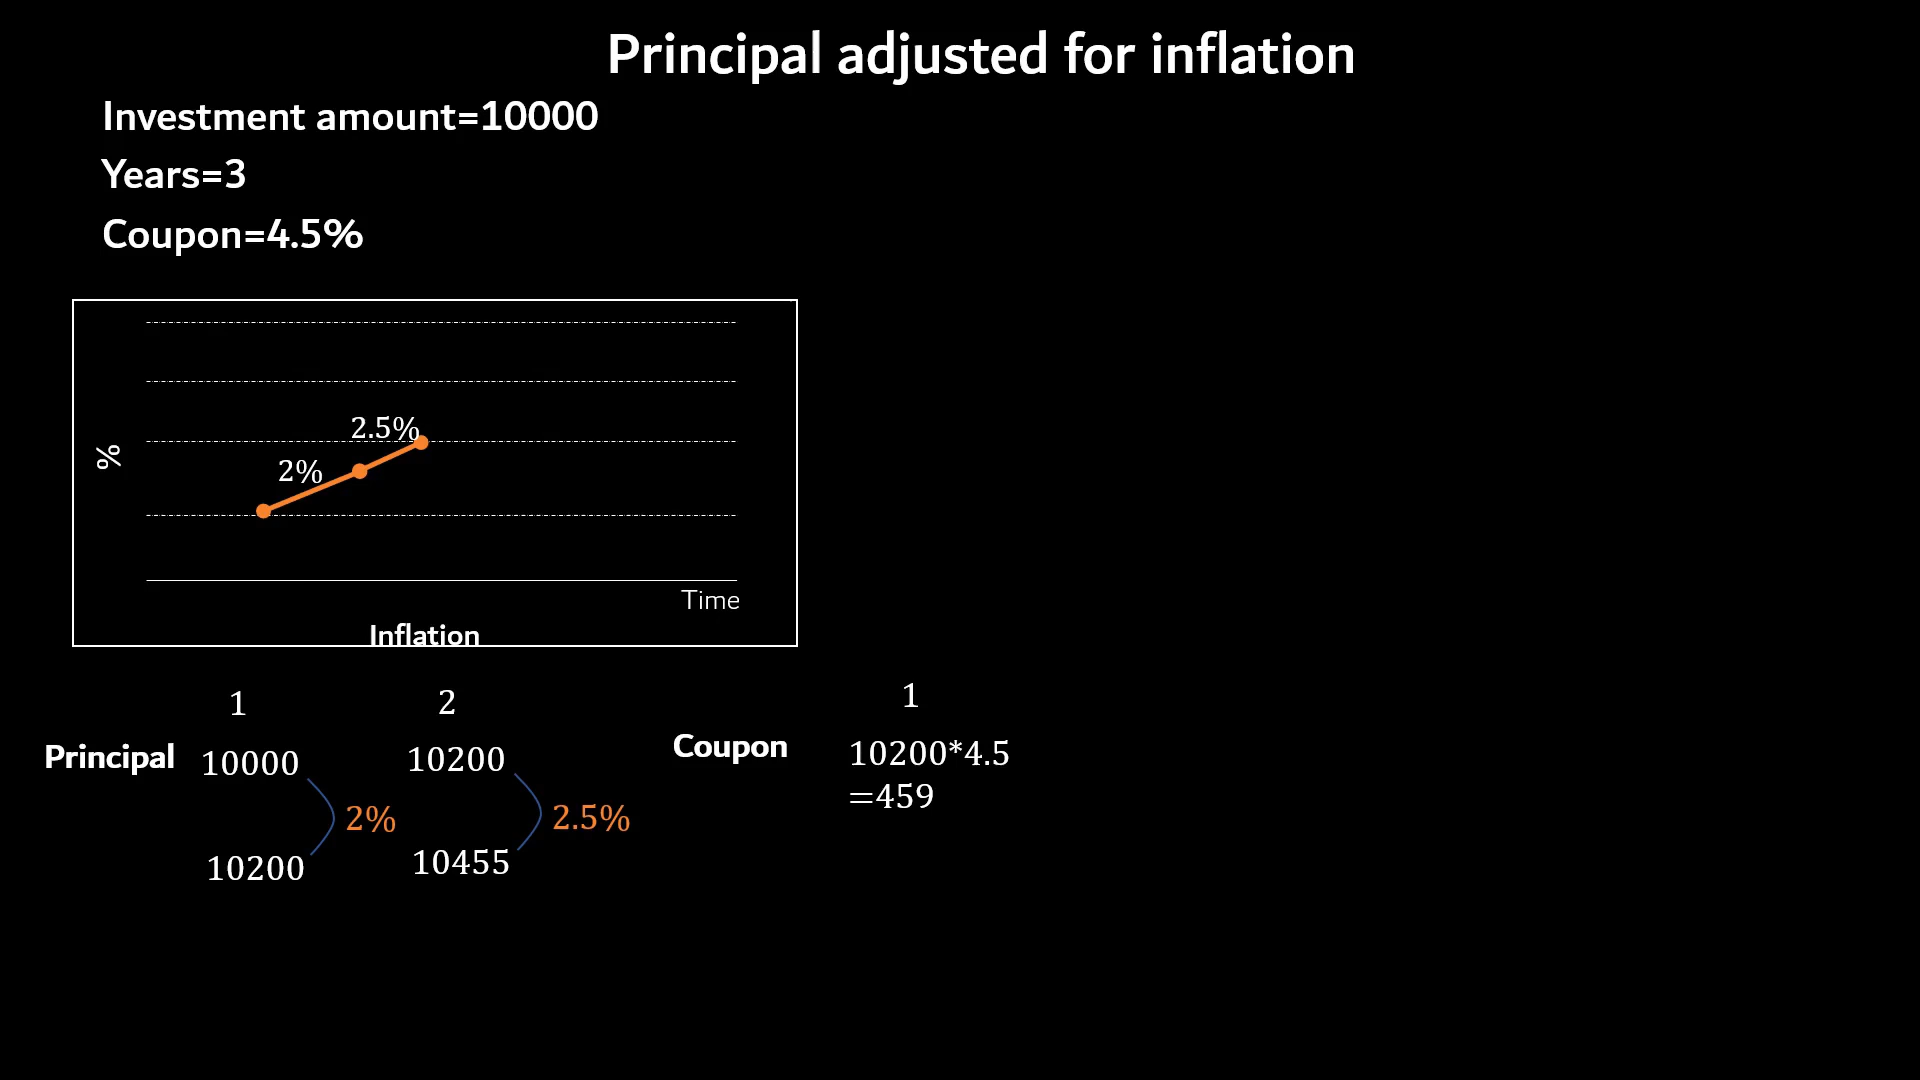 Principal adjusted for inflation
Investment amount=10000
Years=3
Coupon=4.5%
2.5%
2%
%
Time
Inflation
1 2
Principal 10000 10200
2% 2.5%
10200 10455
1
Coupon 10200*4.5
=459